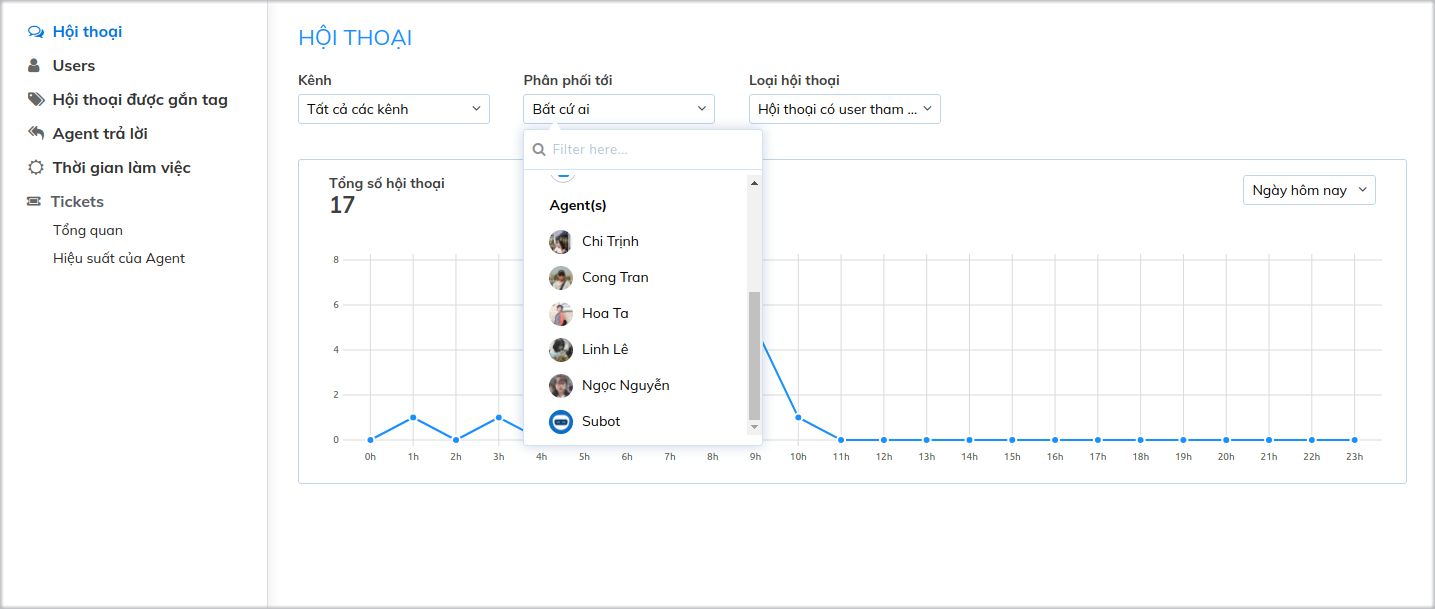 Hội thoại
Users
Hội thoại được gắn tag
Agent trả lời
Thời gian làm việc
Tickets
Tổng quan
Hiệu suất của Agent
HỘI THOẠI
Kênh
Phân phối tới
Loại hội thoại
Tất cả các kênh
Bất cứ ai
Hội thoại có user tham ...
Filter here...
Agent(s)
Chi Trịnh
Cong Tran
Hoa Ta
Linh Lê
Ngọc Nguyễn
Subot
Tổng số hội thoại
17
Ngày hôm nay
8
6
4
2
0
0h 1h 2h 3h 4h 5h 6h 7h 8h 9h 10h 11h 12h 13h 14h 15h 16h 17h 18h 19h 20h 21h 22h 23h